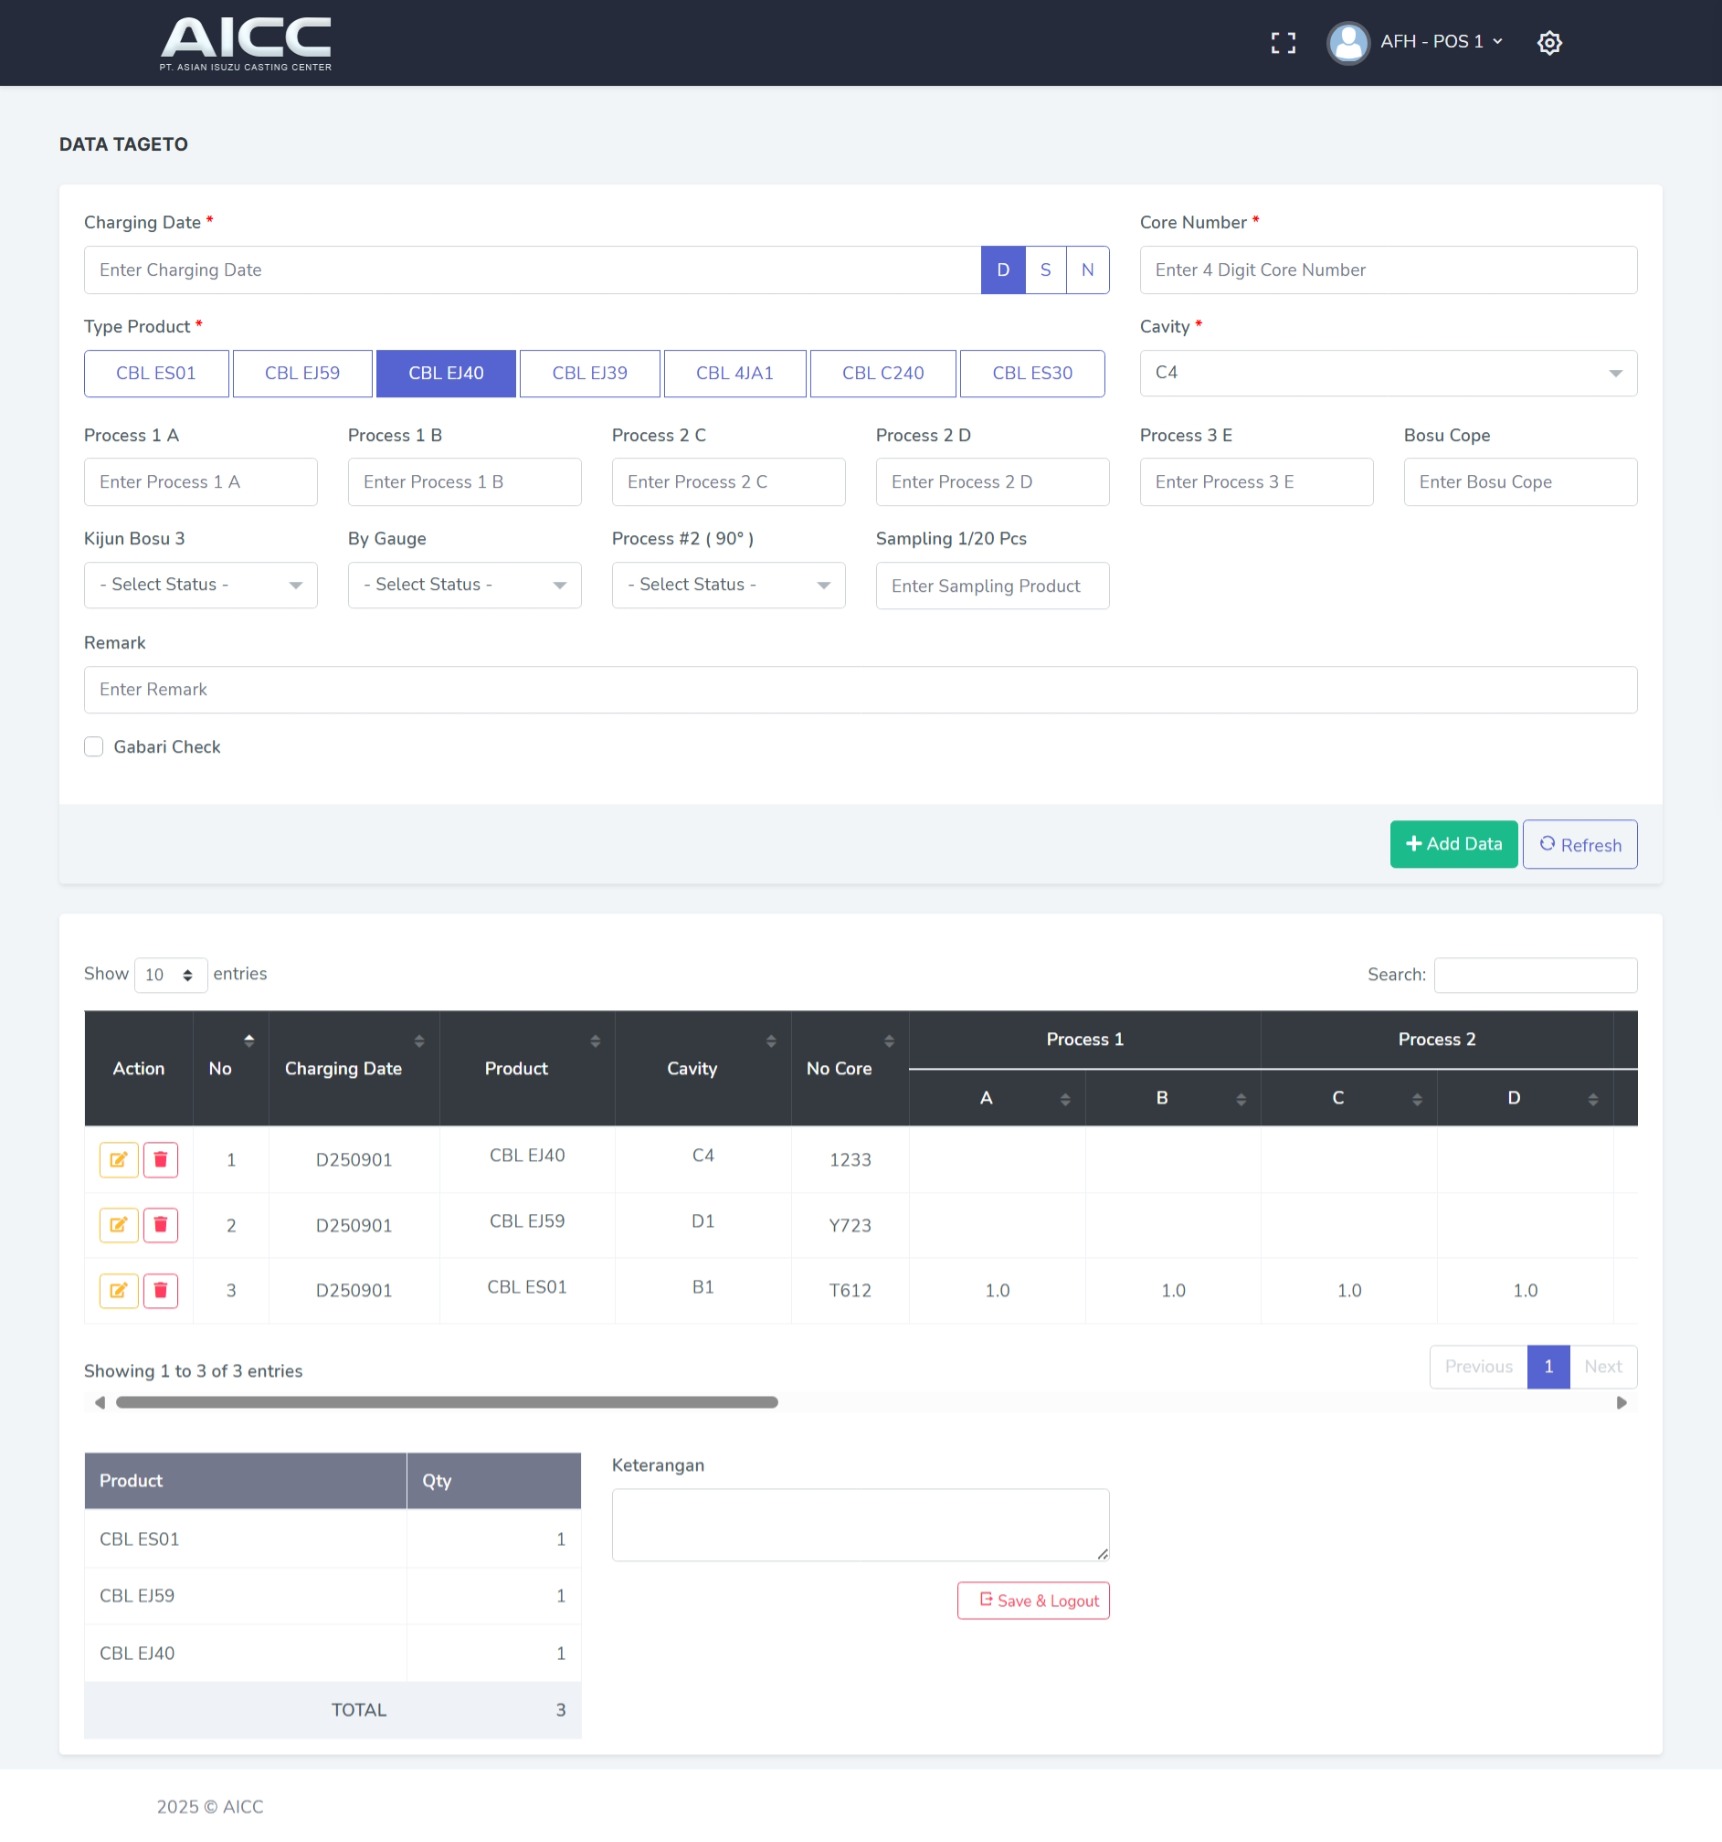 AICC
PT. ASIAN ISUZU CASTING CENTER
AFH - POS 1
DATA TAGETO
Charging Date *
Core Number *
Enter Charging Date
D S N
Enter 4 Digit Core Number
Type Product *
Cavity *
CBL ES01 CBL EJ59 CBL EJ40 CBL EJ39 CBL 4JA1 CBL C240 CBL ES30
C4
Process 1 A Process 1 B Process 2 C Process 2 D Process 3 E Bosu Cope
Enter Process 1 A Enter Process 1 B Enter Process 2 C Enter Process 2 D Enter Process 3 E Enter Bosu Cope
Kijun Bosu 3 By Gauge Process #2 ( 90° ) Sampling 1/20 Pcs
- Select Status - - Select Status - - Select Status - Enter Sampling Product
Remark
Enter Remark
Gabari Check
Add Data Refresh
Show 10 entries
Search:
Process 1 Process 2
Action No Charging Date Product Cavity No Core
A B C D
1 D250901 CBL EJ40 C4 1233
2 D250901 CBL EJ59 D1 Y723
3 D250901 CBL ES01 B1 T612 1.0 1.0 1.0 1.0
Showing 1 to 3 of 3 entries
Previous 1 Next
Product Qty
CBL ES01 1
CBL EJ59 1
CBL EJ40 1
TOTAL 3
Keterangan
Save & Logout
2025 © AICC